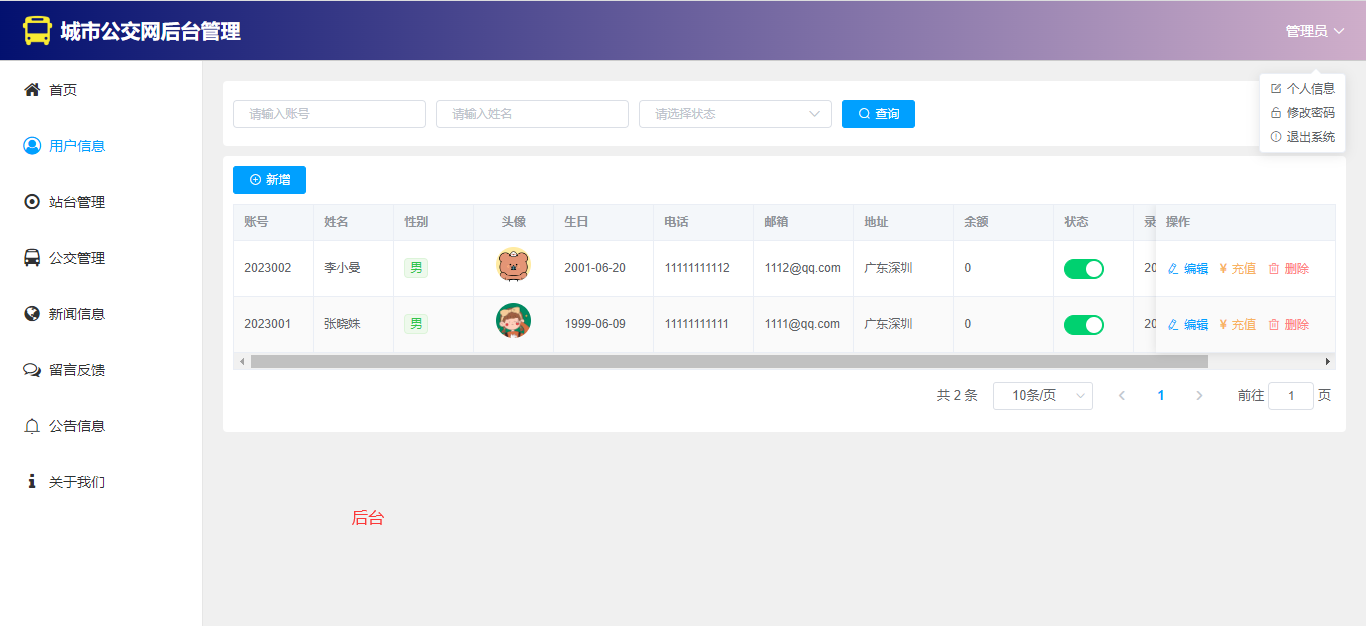 城市公交网后台管理
管理员
首页
用户信息
站台管理
公交管理
新闻信息
留言反馈
公告信息
关于我们
个人信息
修改密码
退出系统
请输入账号 请输入姓名 请选择状态 查询
新增
账号 姓名 性别 头像 生日 电话 邮箱 地址 余额 状态 录 操作
2023002 李小曼 男 2001-06-20 11111111112 1112@qq.com 广东深圳 0 20 编辑 ¥ 充值 删除
2023001 张晓姝 男 1999-06-09 11111111111 1111@qq.com 广东深圳 0 20 编辑 ¥ 充值 删除
共 2 条 10条/页 1 前往 1 页
后台